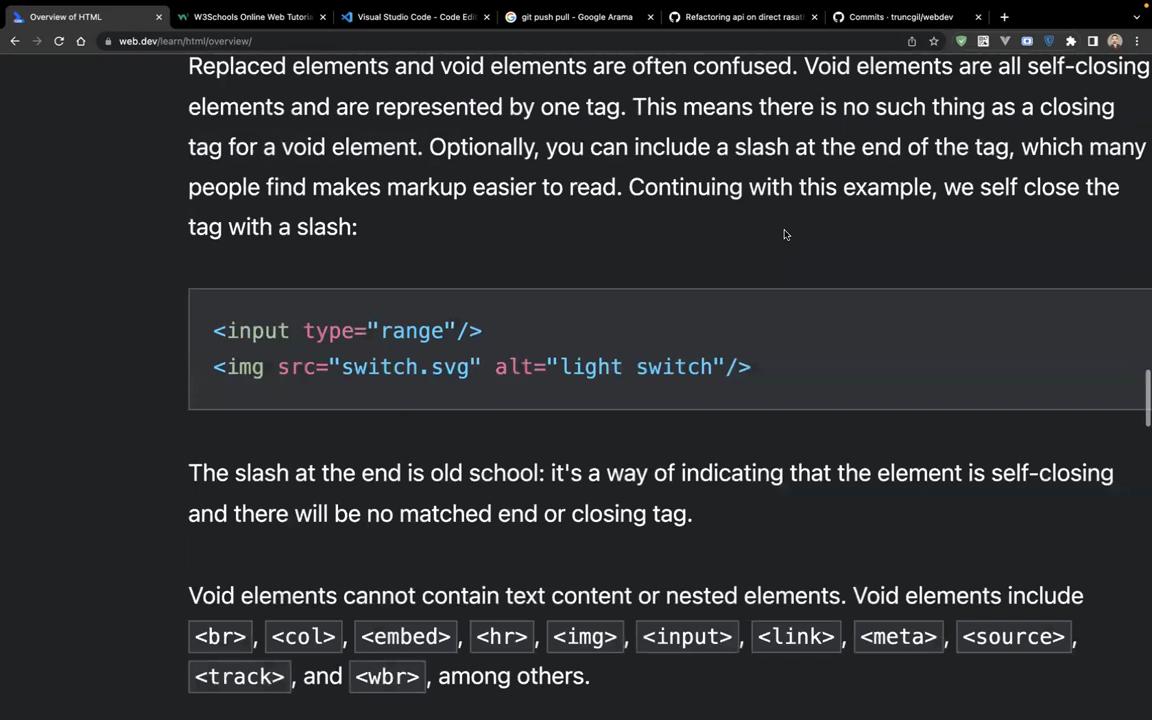 Overview of HTML
W3Schools Online Web Tutoria
Visual Studio Code - Code Edi
git push pull - Google Arama
Refactoring api on direct rasat
Commits · truncgil/webdev
web.dev/learn/html/overview/
Replaced elements and void elements are often confused. Void elements are all self-closing
elements and are represented by one tag. This means there is no such thing as a closing
tag for a void element. Optionally, you can include a slash at the end of the tag, which many
people find makes markup easier to read. Continuing with this example, we self close the
tag with a slash:
<input type="range"/>
<img src="switch.svg" alt="light switch"/>
The slash at the end is old school: it's a way of indicating that the element is self-closing
and there will be no matched end or closing tag.
Void elements cannot contain text content or nested elements. Void elements include
<br>, <col>, <embed>, <hr>, <img>, <input>, <link>, <meta>, <source>,
<track>, and <wbr>, among others.